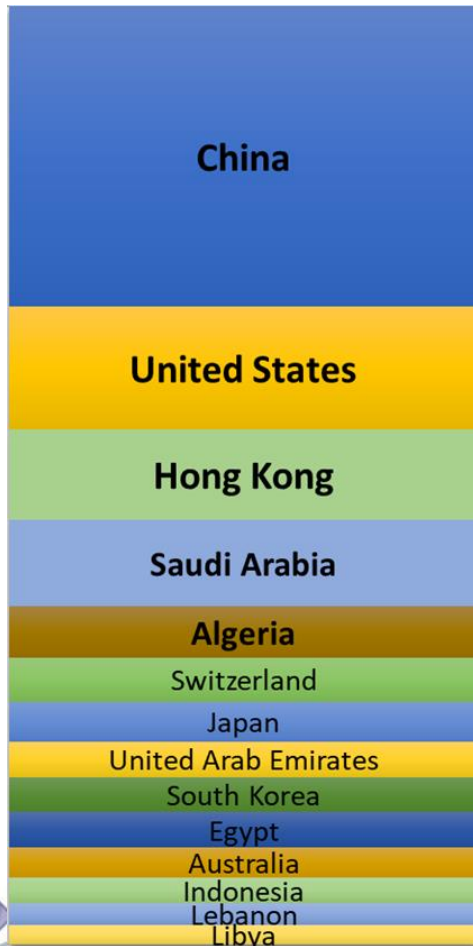 China
United States
Hong Kong
Saudi Arabia
Algeria
Switzerland
Japan
United Arab Emirates
South Korea
Egypt
Australia
Indonesia
Lebanon
Libya